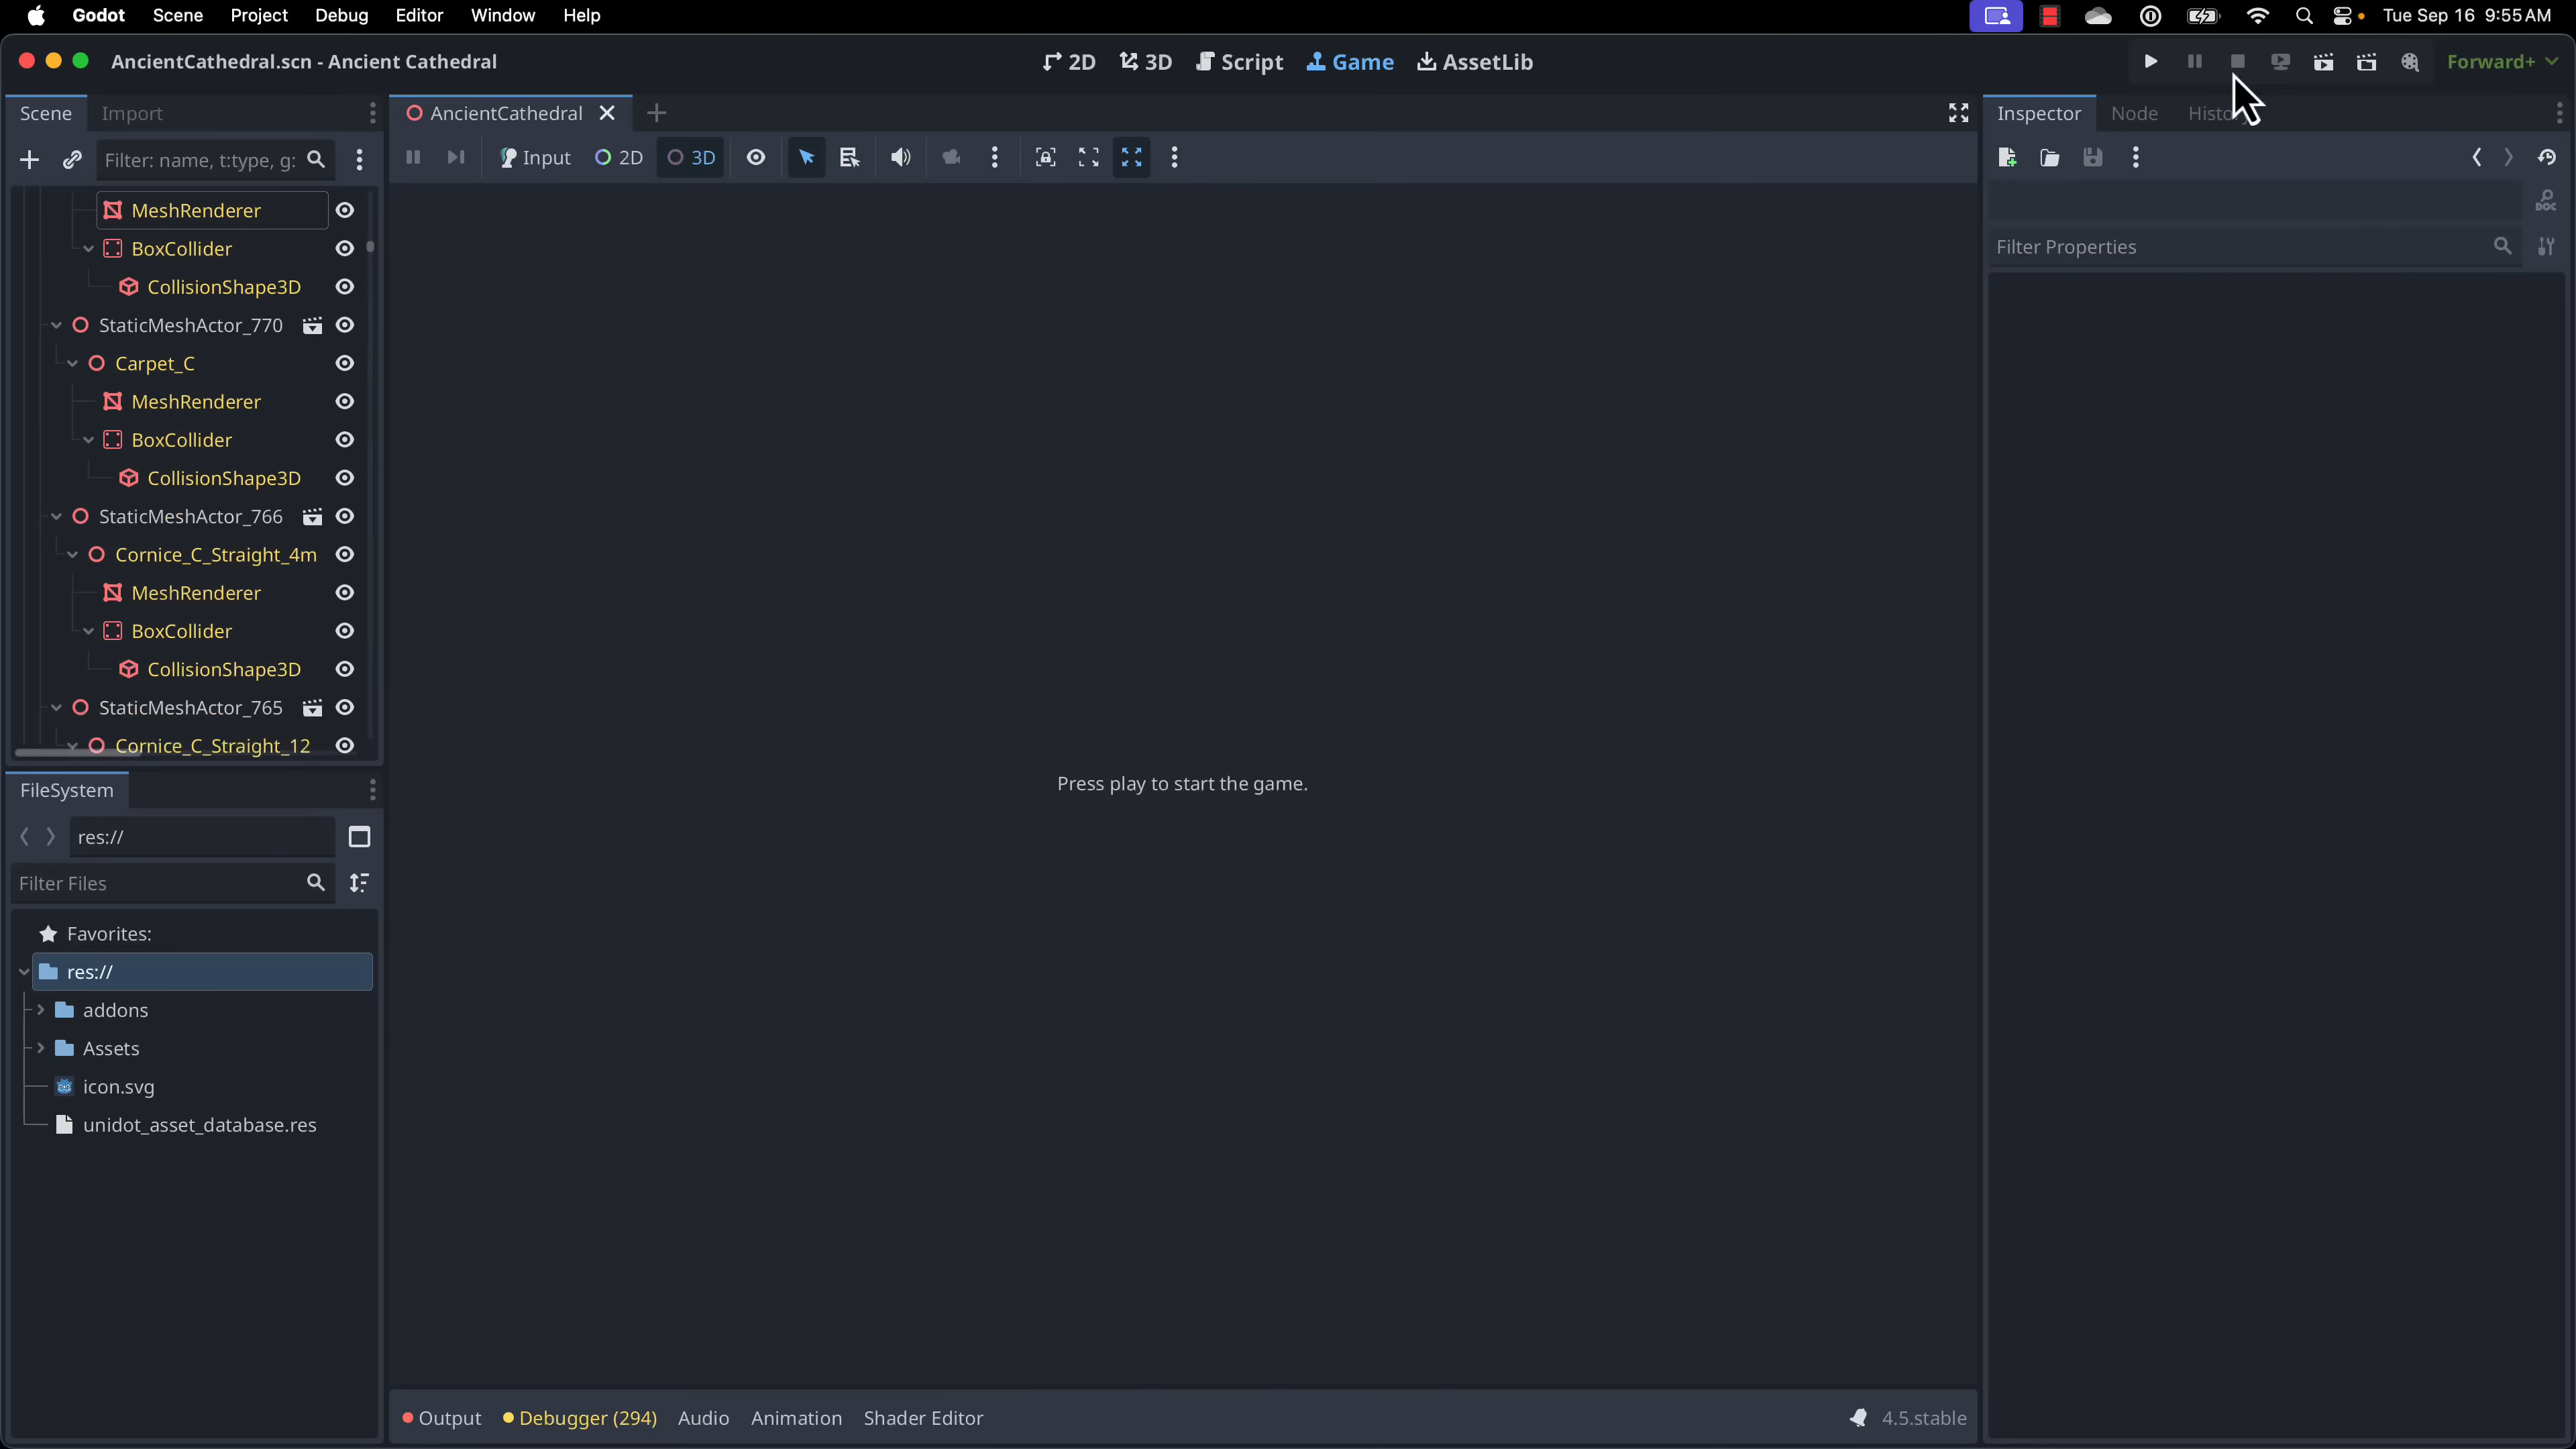 Godot Scene Project Debug Editor Window Help Tue Sep 16 9:55 AM
AncientCathedral.scn - Ancient Cathedral
2D 3D Script Game AssetLib
Forward+
Scene Import
AncientCathedral
Inspector Node History
Filter: name, t:type, g:
Input 2D 3D
Filter Properties
MeshRenderer
BoxCollider
CollisionShape3D
StaticMeshActor_770
Carpet_C
MeshRenderer
BoxCollider
CollisionShape3D
StaticMeshActor_766
Cornice_C_Straight_4m
MeshRenderer
BoxCollider
CollisionShape3D
StaticMeshActor_765
Cornice_C_Straight_12
Press play to start the game.
FileSystem
res://
Filter Files
Favorites:
res://
addons
Assets
icon.svg
unidot_asset_database.res
Output Debugger (294) Audio Animation Shader Editor
4.5.stable